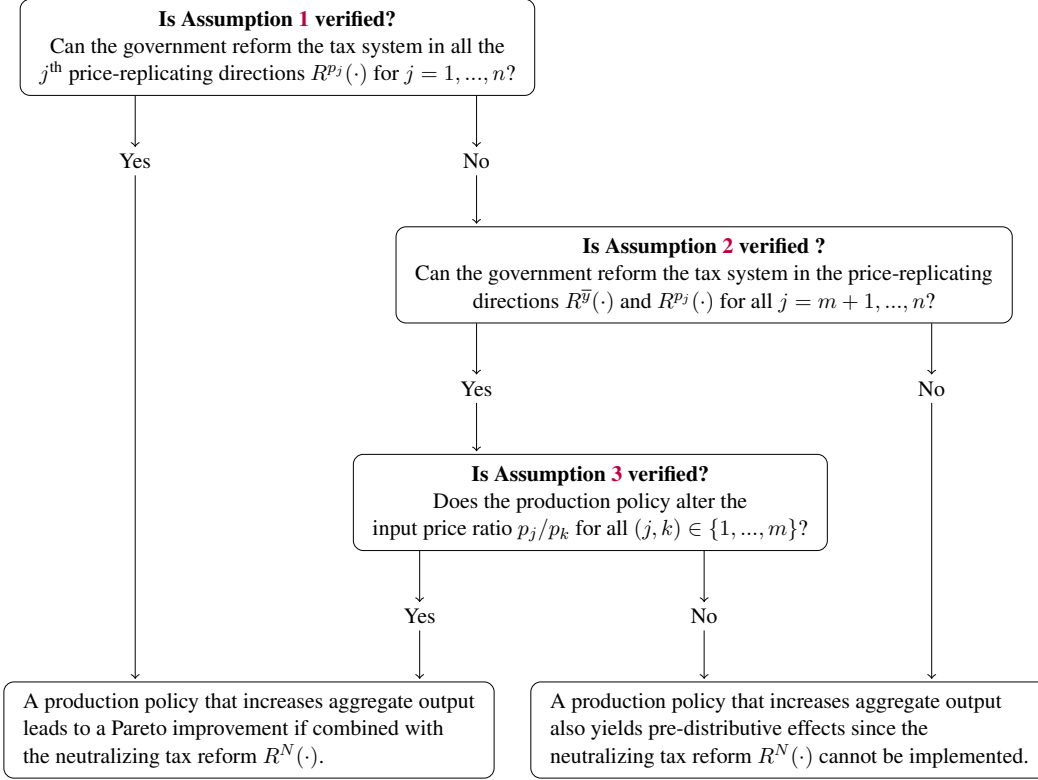 Is Assumption 1 verified?
Can the government reform the tax system in all the
jᵗʰ price-replicating directions R^{p_j}(·) for j = 1, ..., n?
Yes
No
Is Assumption 2 verified ?
Can the government reform the tax system in the price-replicating
directions R^{\overline{y}}(·) and R^{p_j}(·) for all j = m + 1, ..., n?
Yes
No
Is Assumption 3 verified?
Does the production policy alter the
input price ratio p_j/p_k for all (j, k) ∈ {1, ..., m}?
Yes
No
A production policy that increases aggregate output
leads to a Pareto improvement if combined with
the neutralizing tax reform R^N(·).
A production policy that increases aggregate output
also yields pre-distributive effects since the
neutralizing tax reform R^N(·) cannot be implemented.